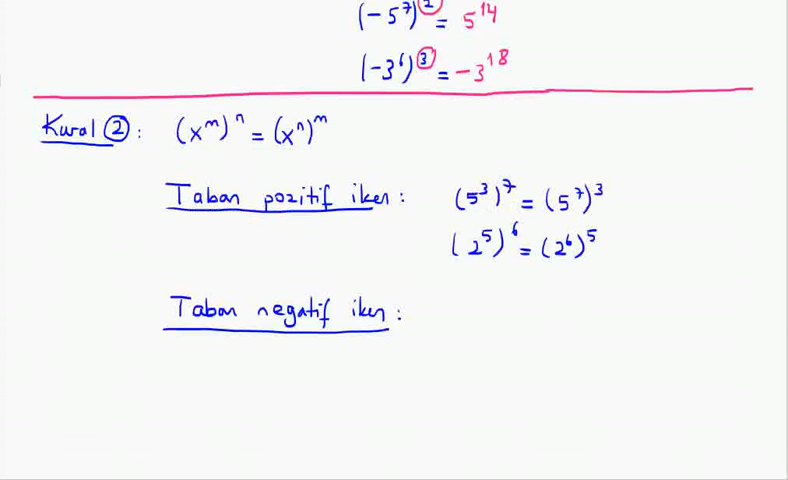 (-5⁷)² = 5¹⁴
(-3⁶)³ = -3¹⁸
Kural ②: (xᵐ)ⁿ = (xⁿ)ᵐ
Taban pozitif iken: (5³)⁷ = (5⁷)³
(2⁵)⁶ = (2⁶)⁵
Taban negatif iken: